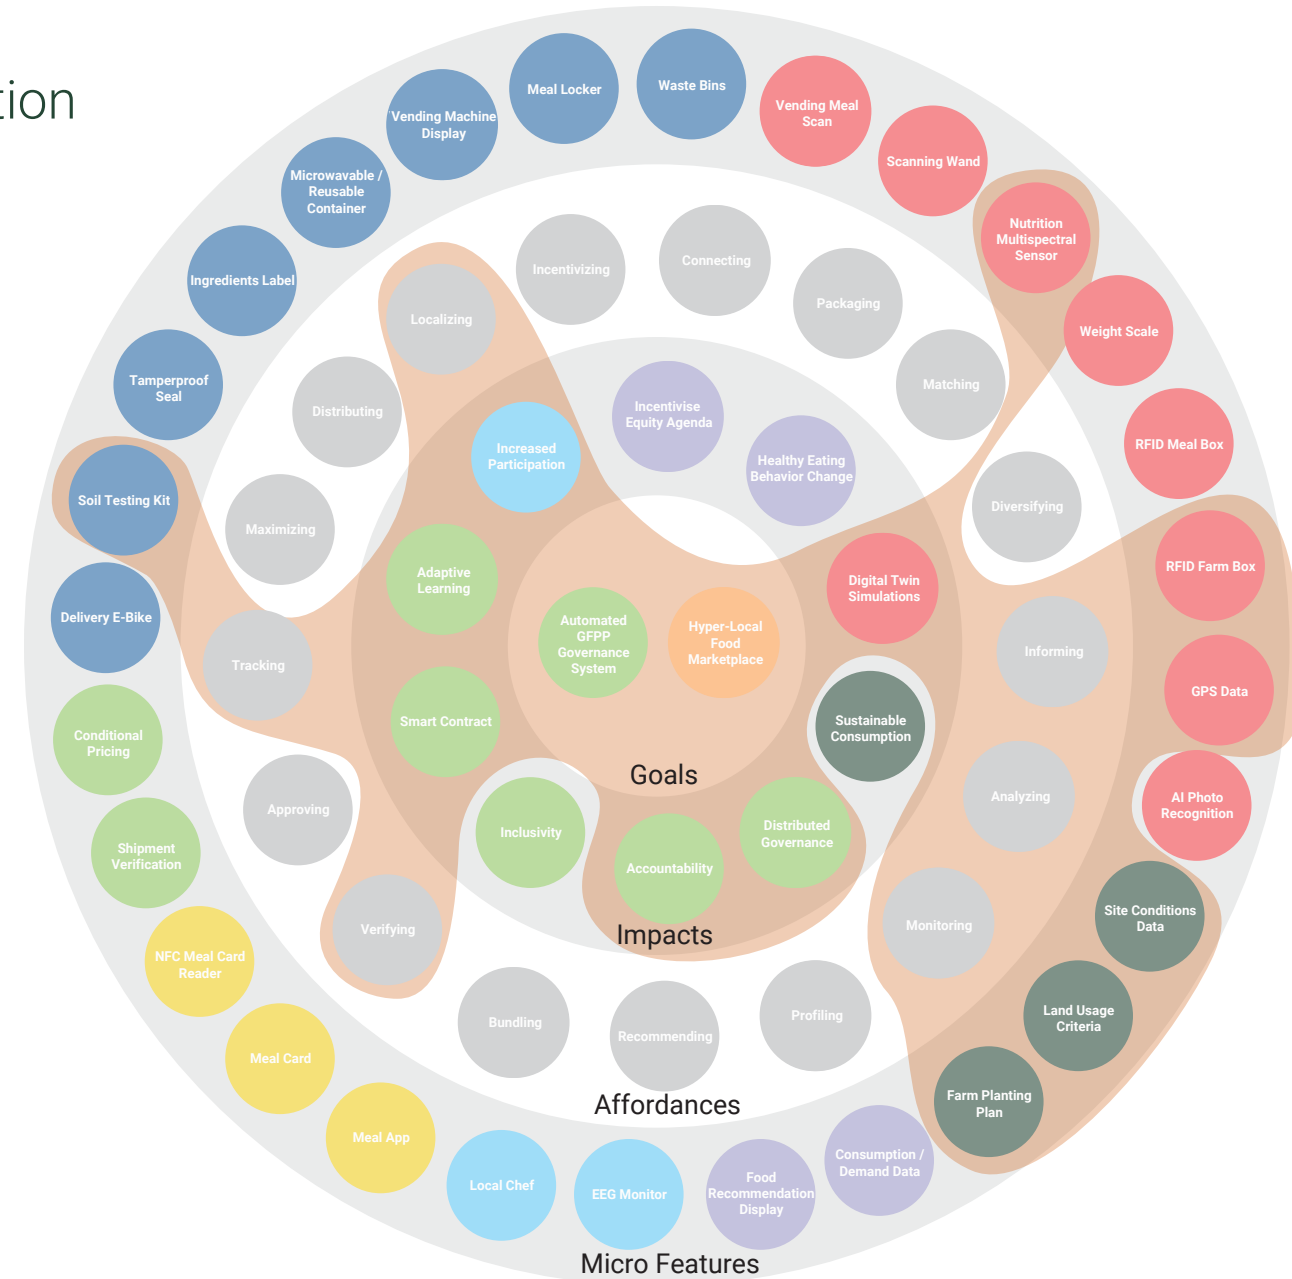 tion
Meal Locker
Waste Bins
Vending Machine
Display
Vending Meal
Scan
Scanning Wand
Microwavable /
Reusable
Container
Nutrition
Multispectral
Sensor
Ingredients Label
Weight Scale
Tamperproof
Seal
RFID Meal Box
Soil Testing Kit
RFID Farm Box
Delivery E-Bike
GPS Data
Conditional
Pricing
AI Photo
Recognition
Shipment
Verification
Site Conditions
Data
NFC Meal Card
Reader
Land Usage
Criteria
Meal Card
Farm Planting
Plan
Meal App
Consumption /
Demand Data
Local Chef
EEG Monitor
Food
Recommendation
Display
Micro Features
Localizing
Incentivizing
Connecting
Packaging
Matching
Distributing
Diversifying
Maximizing
Informing
Tracking
Analyzing
Approving
Monitoring
Verifying
Bundling
Recommending
Profiling
Affordances
Increased
Participation
Incentivise
Equity Agenda
Healthy Eating
Behavior Change
Adaptive
Learning
Digital Twin
Simulations
Smart Contract
Sustainable
Consumption
Inclusivity
Accountability
Distributed
Governance
Impacts
Automated
GFPP
Governance
System
Hyper-Local
Food
Marketplace
Goals